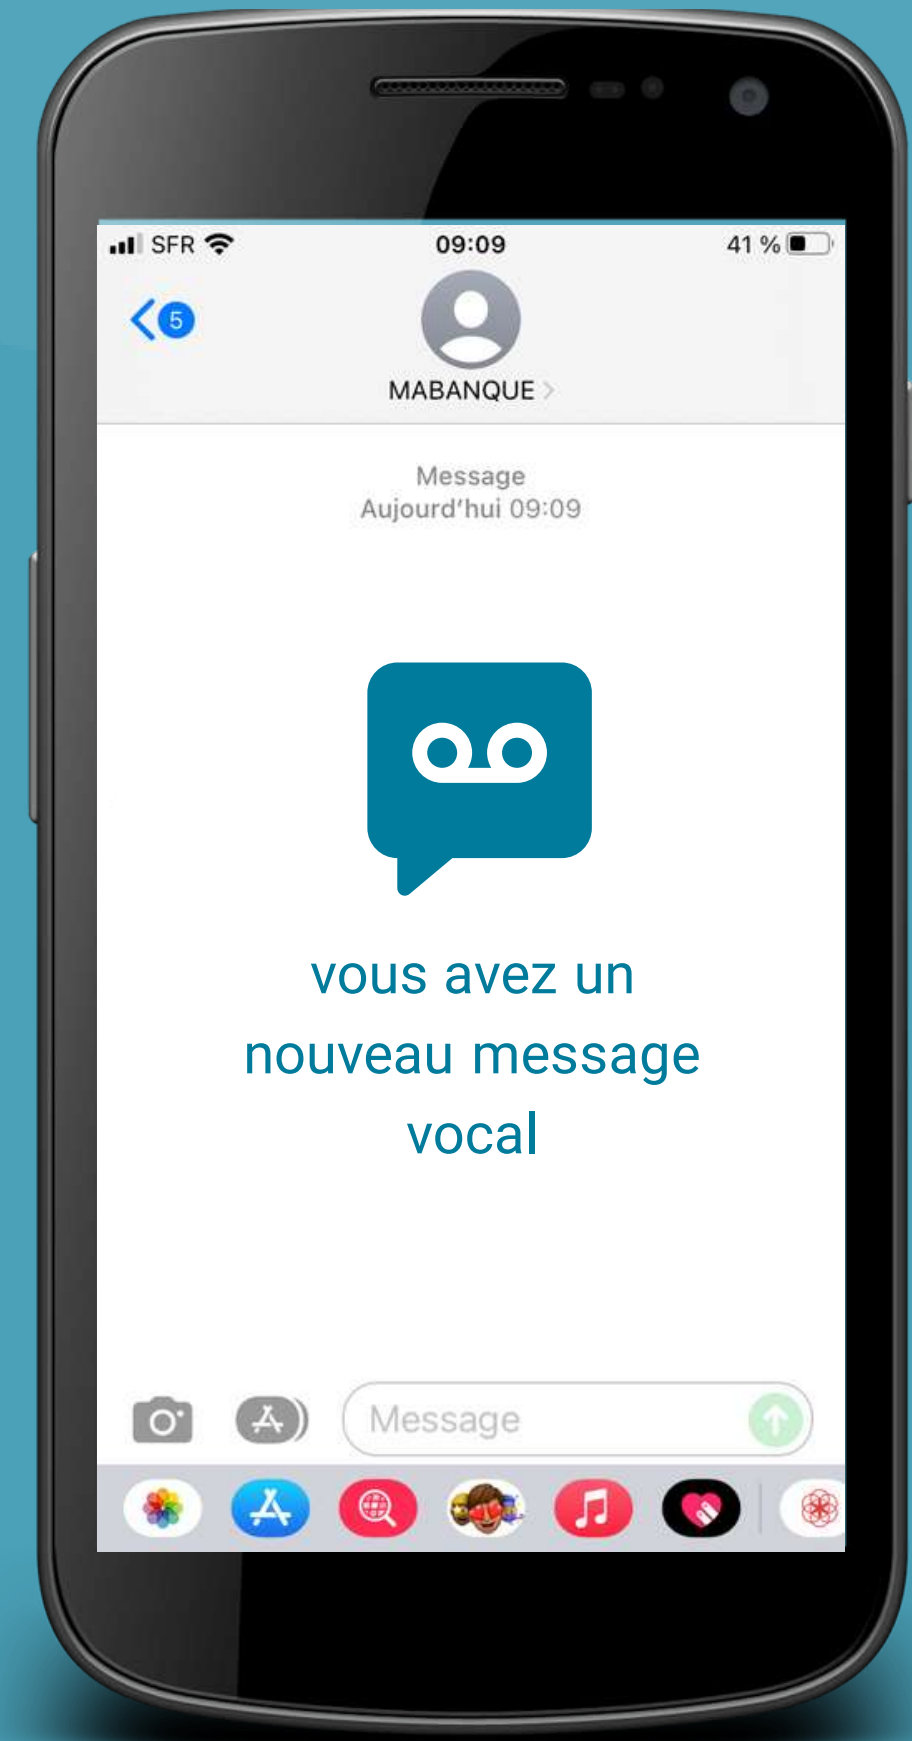 SFR 09:09 41 %
5
MABANQUE
Message
Aujourd'hui 09:09
vous avez un
nouveau message
vocal
Message